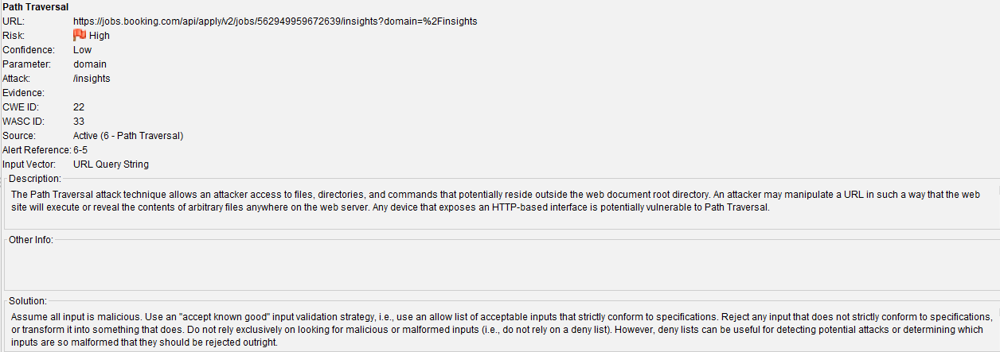 Path Traversal
URL: https://jobs.booking.com/api/apply/v2/jobs/562949959672639/insights?domain=%2Finsights
Risk: High
Confidence: Low
Parameter: domain
Attack: /insights
Evidence:
CWE ID: 22
WASC ID: 33
Source: Active (6 - Path Traversal)
Alert Reference: 6-5
Input Vector: URL Query String
Description:
The Path Traversal attack technique allows an attacker access to files, directories, and commands that potentially reside outside the web document root directory. An attacker may manipulate a URL in such a way that the web
site will execute or reveal the contents of arbitrary files anywhere on the web server. Any device that exposes an HTTP-based interface is potentially vulnerable to Path Traversal.
Other Info:
Solution:
Assume all input is malicious. Use an "accept known good" input validation strategy, i.e., use an allow list of acceptable inputs that strictly conform to specifications. Reject any input that does not strictly conform to specifications,
or transform it into something that does. Do not rely exclusively on looking for malicious or malformed inputs (i.e., do not rely on a deny list). However, deny lists can be useful for detecting potential attacks or determining which
inputs are so malformed that they should be rejected outright.